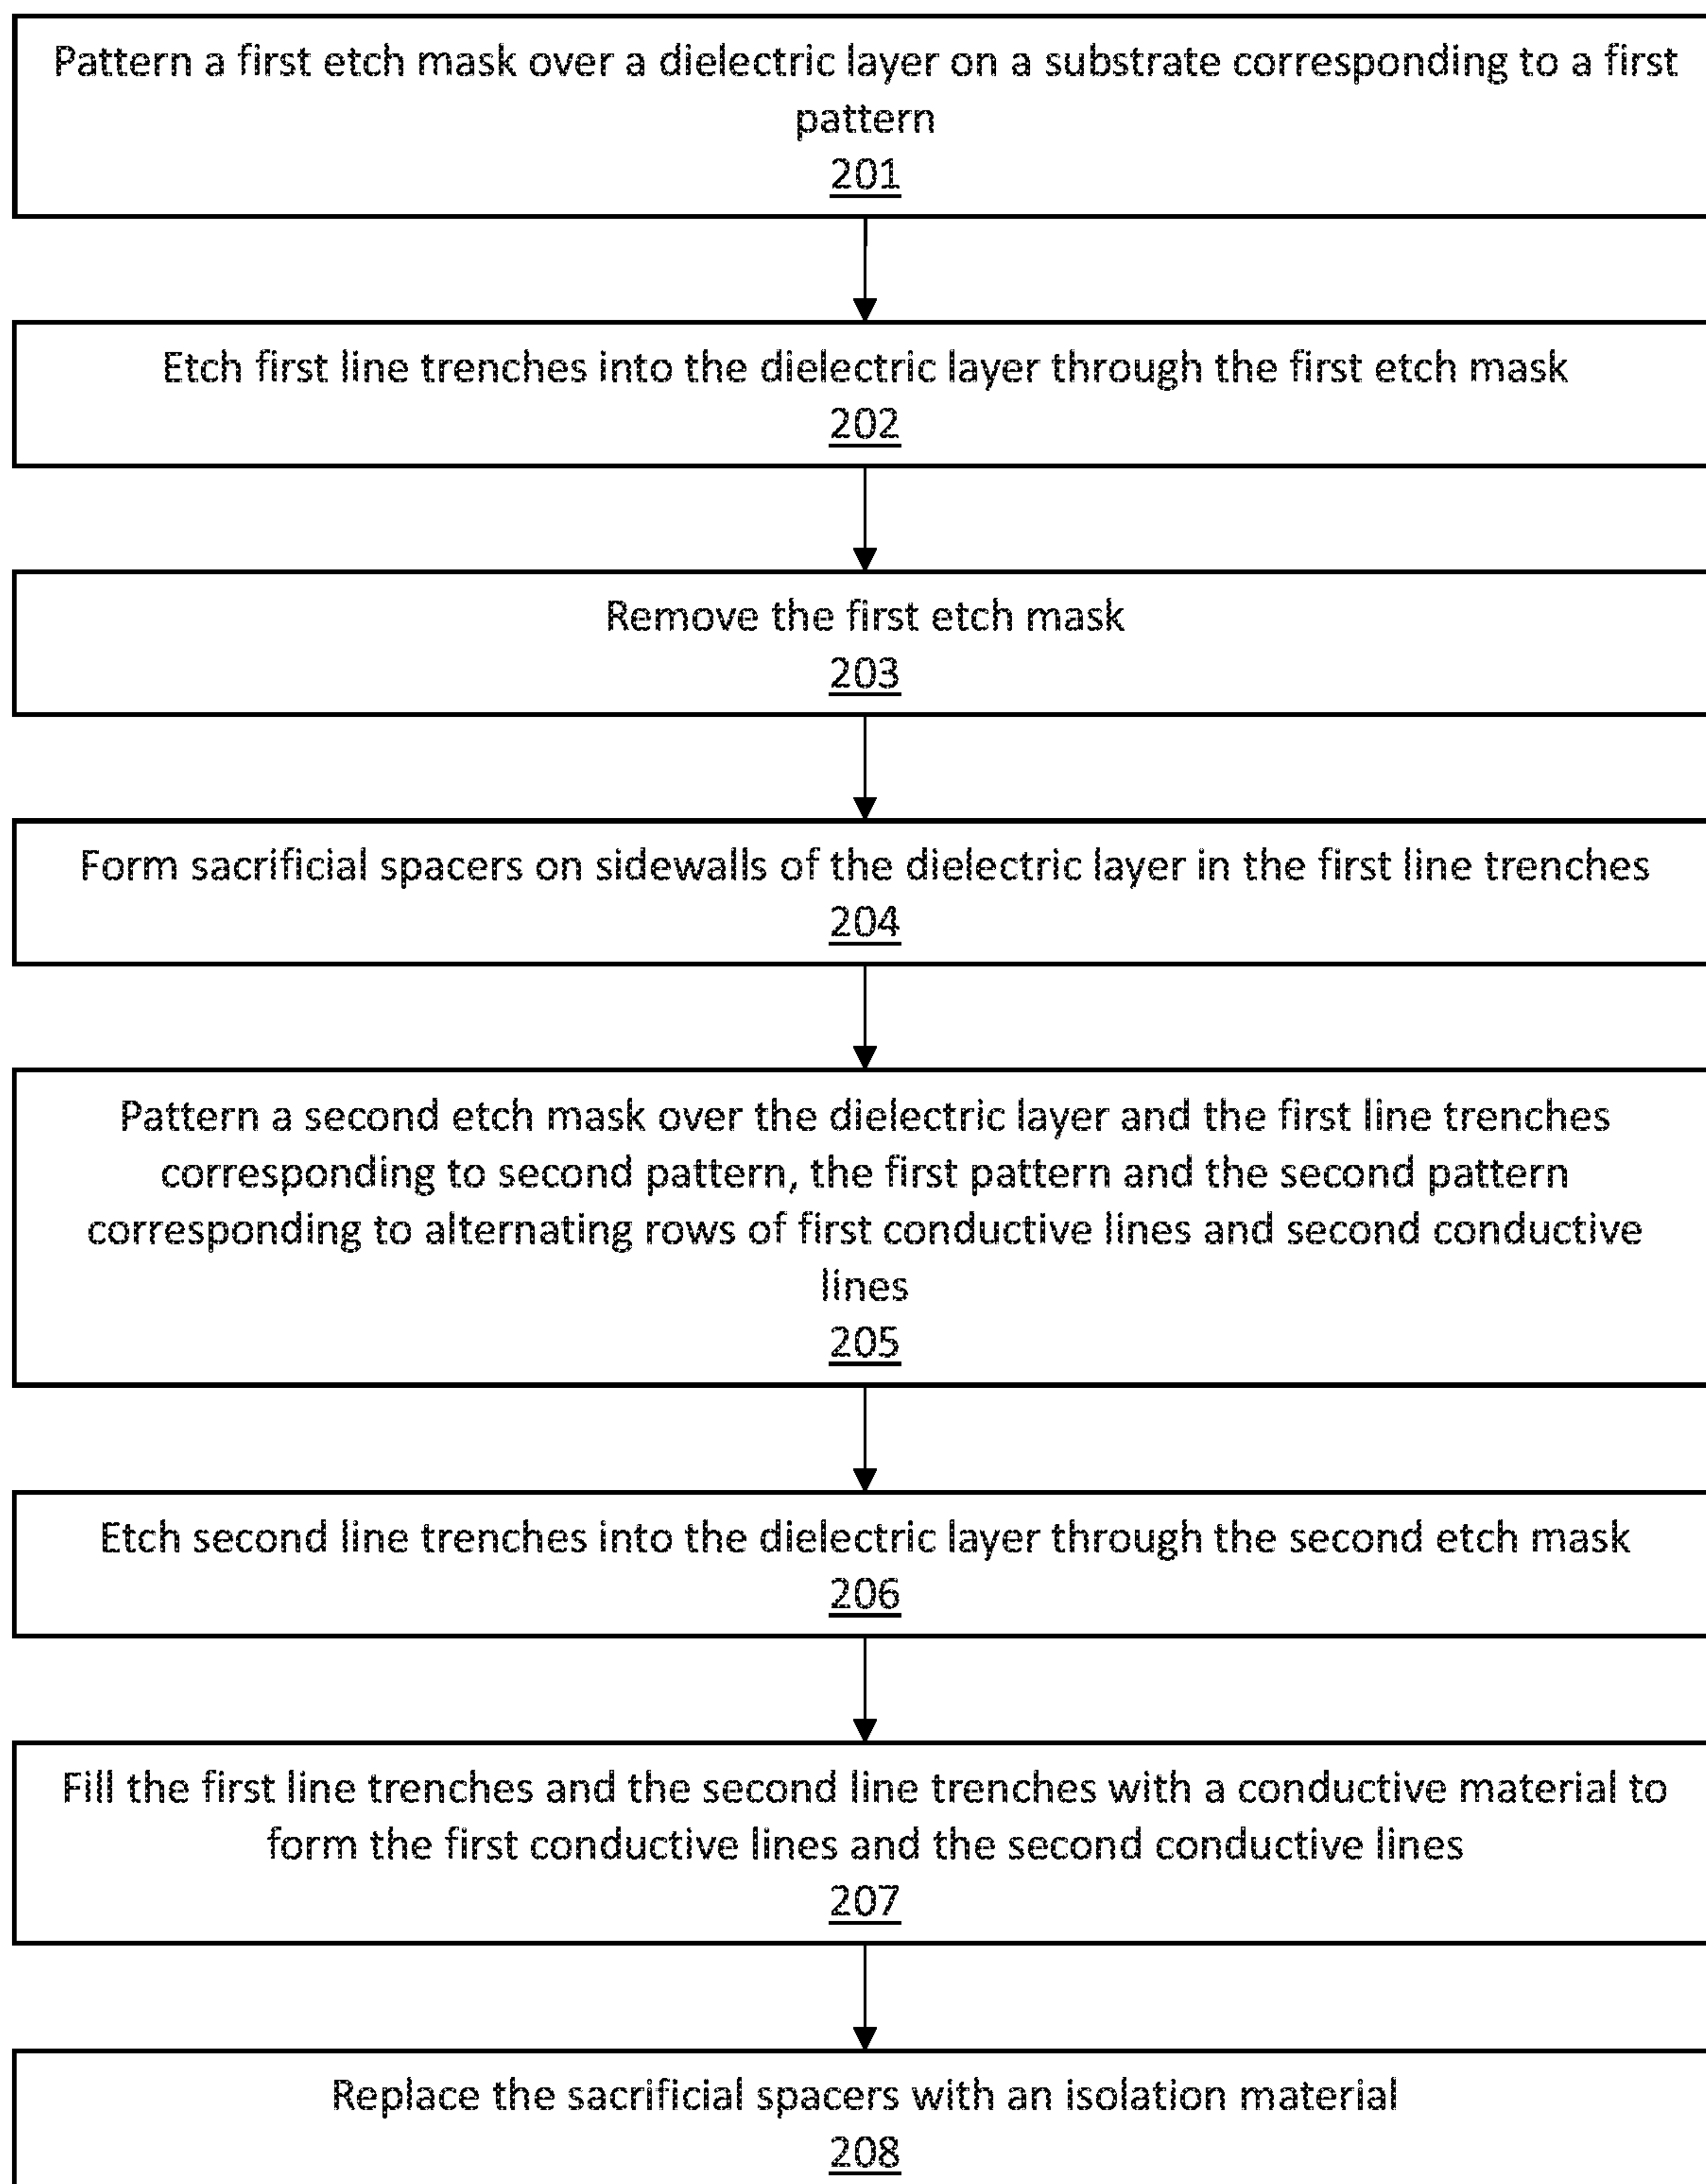 Pattern a first etch mask over a dielectric layer on a substrate corresponding to a first
pattern
201
Etch first line trenches into the dielectric layer through the first etch mask
202
Remove the first etch mask
203
Form sacrificial spacers on sidewalls of the dielectric layer in the first line trenches
204
Pattern a second etch mask over the dielectric layer and the first line trenches
corresponding to second pattern, the first pattern and the second pattern
corresponding to alternating rows of first conductive lines and second conductive
lines
205
Etch second line trenches into the dielectric layer through the second etch mask
206
Fill the first line trenches and the second line trenches with a conductive material to
form the first conductive lines and the second conductive lines
207
Replace the sacrificial spacers with an isolation material
208